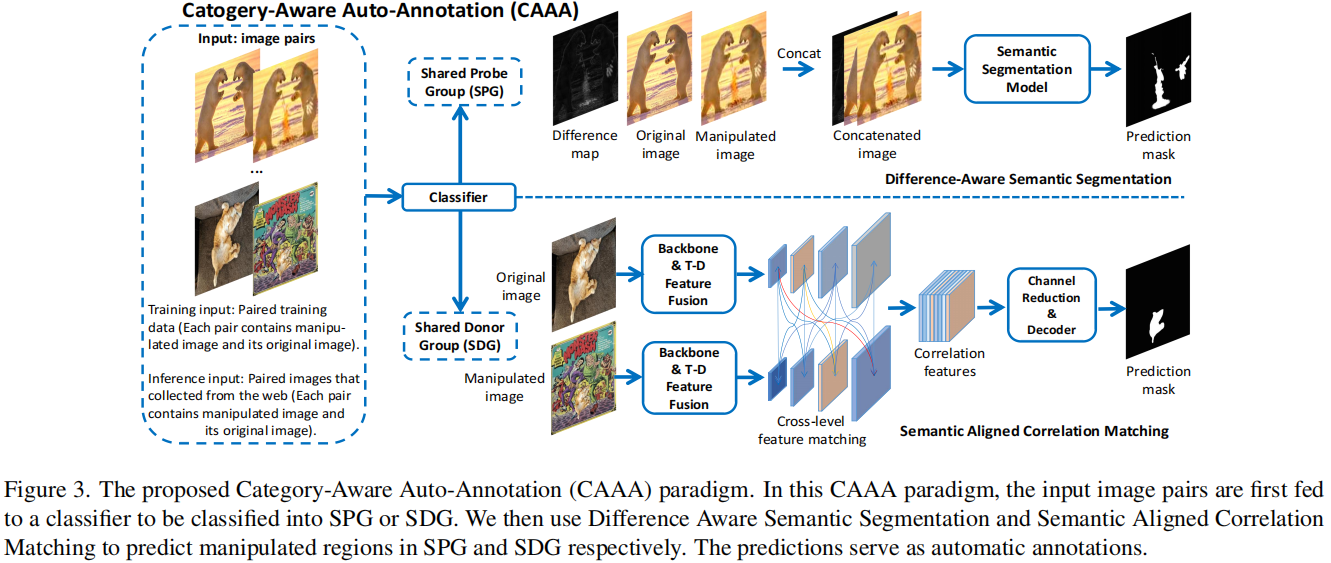 Catogery-Aware Auto-Annotation (CAAA)
Input: image pairs
...
Training input: Paired training
data (Each pair contains manipu-
lated image and its original image).
Inference input: Paired images that
collected from the web (Each pair
contains manipulated image and
its original image).
Classifier
Shared Probe
Group (SPG)
Shared Donor
Group (SDG)
Difference
map
Original
image
Manipulated
image
Concat
Concatenated
image
Semantic
Segmentation
Model
Prediction
mask
Difference-Aware Semantic Segmentation
Original
image
Manipulated
image
Backbone
& T-D
Feature
Fusion
Backbone
& T-D
Feature
Fusion
Cross-level
feature matching
Correlation
features
Channel
Reduction
&
Decoder
Prediction
mask
Semantic Aligned Correlation Matching
Figure 3. The proposed Category-Aware Auto-Annotation (CAAA) paradigm. In this CAAA paradigm, the input image pairs are first fed
to a classifier to be classified into SPG or SDG. We then use Difference Aware Semantic Segmentation and Semantic Aligned Correlation
Matching to predict manipulated regions in SPG and SDG respectively. The predictions serve as automatic annotations.